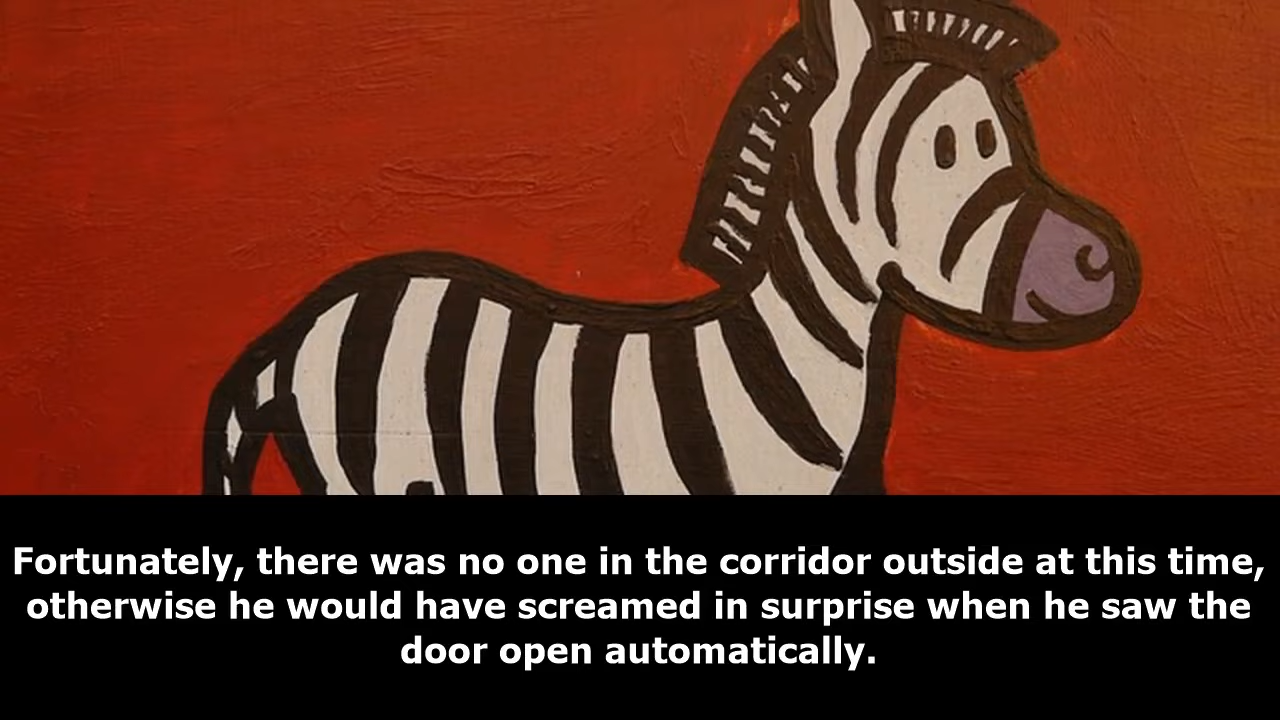 Fortunately, there was no one in the corridor outside at this time,
otherwise he would have screamed in surprise when he saw the
door open automatically.